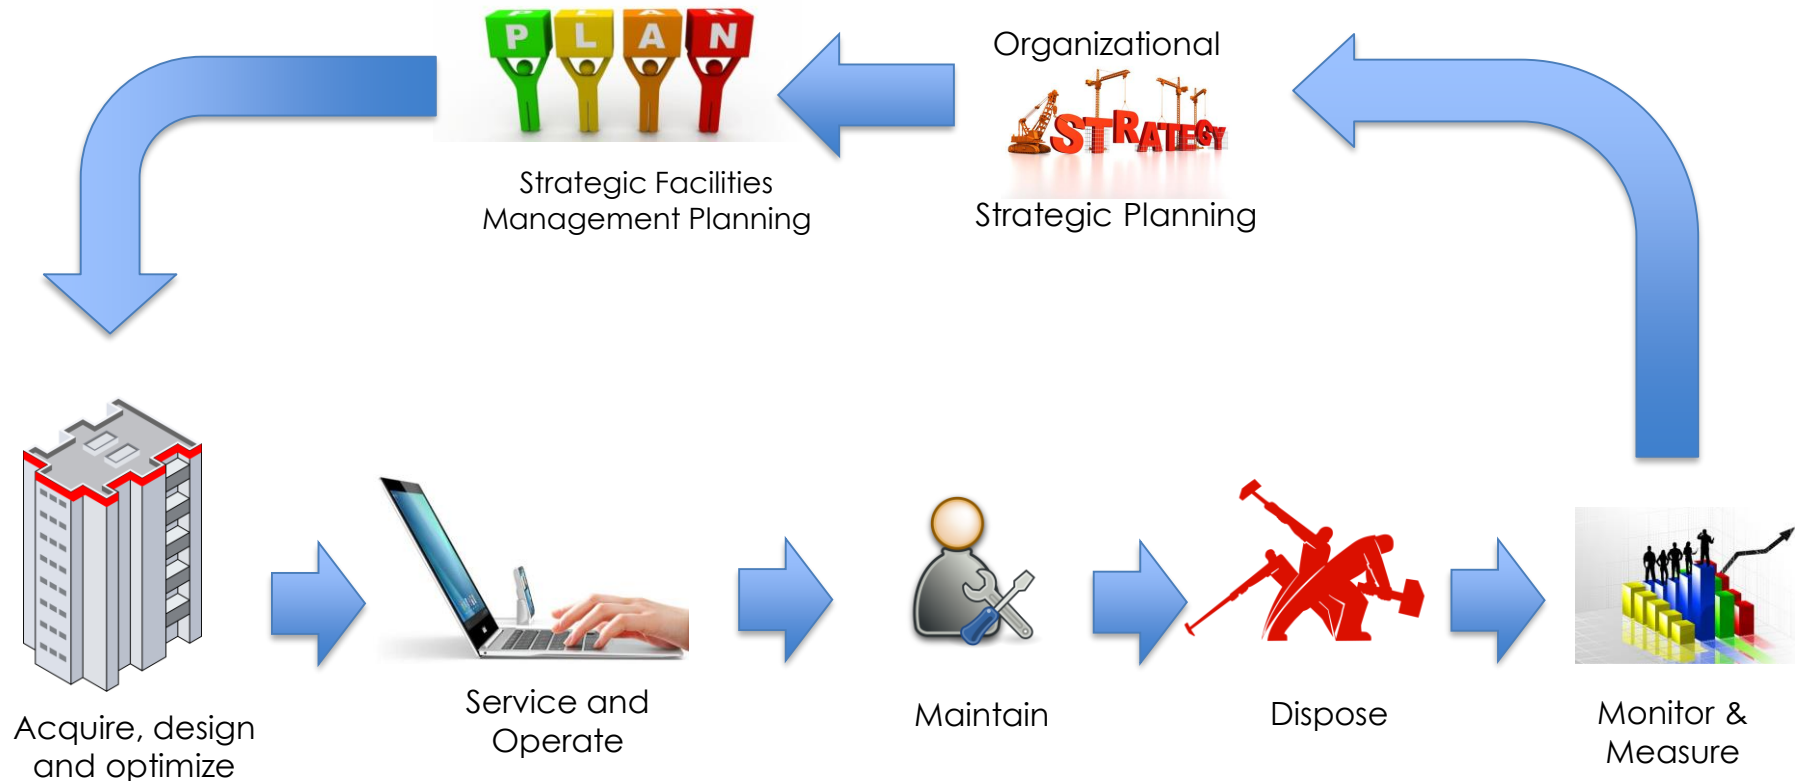 PLAN
Organizational
STRATEGY
Strategic Planning
Strategic Facilities
Management Planning
Acquire, design
and optimize
Service and
Operate
Maintain
Dispose
Monitor &
Measure